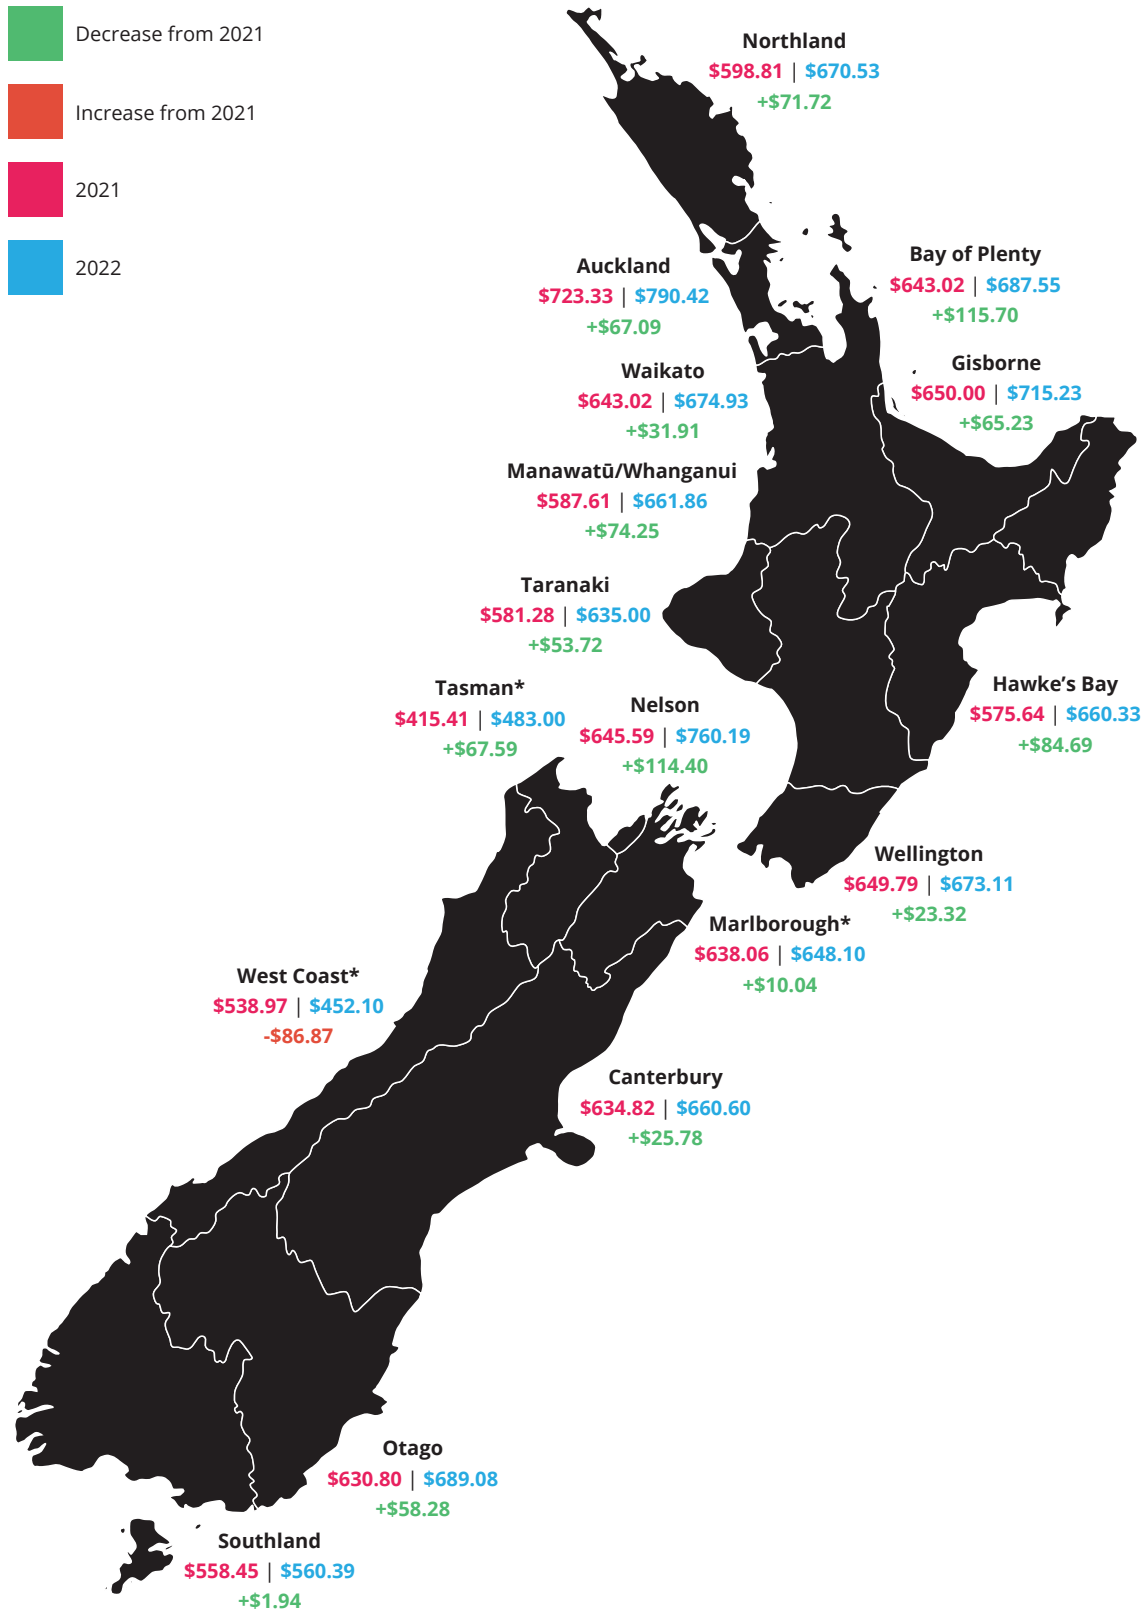 Decrease from 2021
Increase from 2021
2021
2022
Northland
$598.81 | $670.53
+$71.72
Auckland
$723.33 | $790.42
+$67.09
Bay of Plenty
$643.02 | $687.55
+$115.70
Waikato
$643.02 | $674.93
+$31.91
Gisborne
$650.00 | $715.23
+$65.23
Manawatū/Whanganui
$587.61 | $661.86
+$74.25
Taranaki
$581.28 | $635.00
+$53.72
Tasman*
$415.41 | $483.00
+$67.59
Nelson
$645.59 | $760.19
+$114.40
Hawke’s Bay
$575.64 | $660.33
+$84.69
Wellington
$649.79 | $673.11
+$23.32
Marlborough*
$638.06 | $648.10
+$10.04
West Coast*
$538.97 | $452.10
-$86.87
Canterbury
$634.82 | $660.60
+$25.78
Otago
$630.80 | $689.08
+$58.28
Southland
$558.45 | $560.39
+$1.94